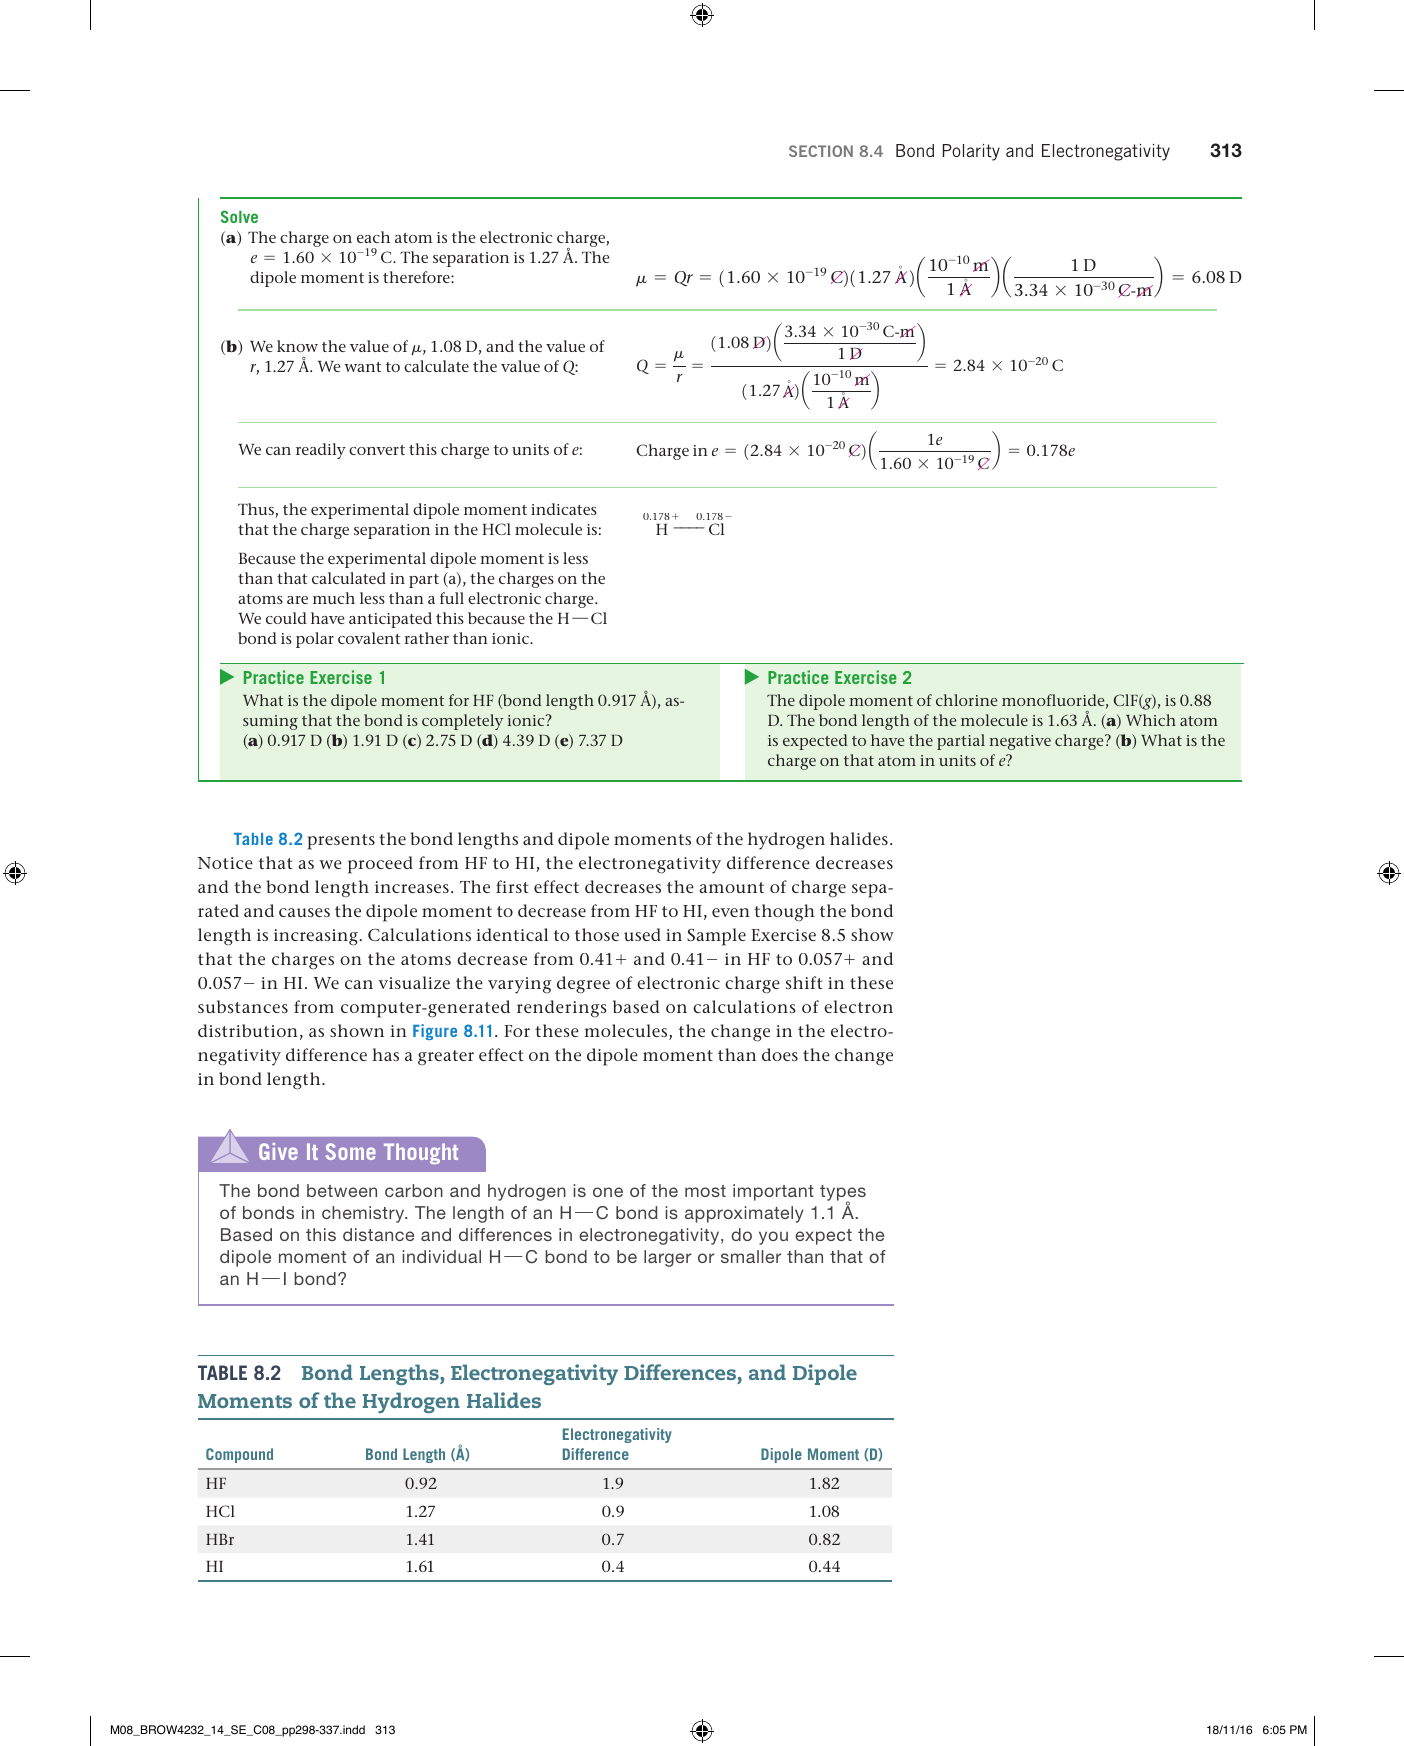 SECTION 8.4 Bond Polarity and Electronegativity 313
Solve
(a) The charge on each atom is the electronic charge,
e = 1.60 × 10⁻¹⁹ C. The separation is 1.27 Å. The
dipole moment is therefore:
μ = Qr = (1.60 × 10⁻¹⁹ C)(1.27 Å)(10⁻¹⁰ m / 1 Å)(1 D / 3.34 × 10⁻³⁰ C-m) = 6.08 D
(b) We know the value of μ, 1.08 D, and the value of
r, 1.27 Å. We want to calculate the value of Q:
Q = μ/r = (1.08 D)(3.34 × 10⁻³⁰ C-m / 1 D) / (1.27 Å)(10⁻¹⁰ m / 1 Å) = 2.84 × 10⁻²⁰ C
We can readily convert this charge to units of e:
Charge in e = (2.84 × 10⁻²⁰ C)(1e / 1.60 × 10⁻¹⁹ C) = 0.178e
Thus, the experimental dipole moment indicates
that the charge separation in the HCl molecule is:
0.178+ 0.178−
H — Cl
Because the experimental dipole moment is less
than that calculated in part (a), the charges on the
atoms are much less than a full electronic charge.
We could have anticipated this because the H—Cl
bond is polar covalent rather than ionic.
Practice Exercise 1
What is the dipole moment for HF (bond length 0.917 Å), as-
suming that the bond is completely ionic?
(a) 0.917 D (b) 1.91 D (c) 2.75 D (d) 4.39 D (e) 7.37 D
Practice Exercise 2
The dipole moment of chlorine monofluoride, ClF(g), is 0.88
D. The bond length of the molecule is 1.63 Å. (a) Which atom
is expected to have the partial negative charge? (b) What is the
charge on that atom in units of e?
Table 8.2 presents the bond lengths and dipole moments of the hydrogen halides.
Notice that as we proceed from HF to HI, the electronegativity difference decreases
and the bond length increases. The first effect decreases the amount of charge sepa-
rated and causes the dipole moment to decrease from HF to HI, even though the bond
length is increasing. Calculations identical to those used in Sample Exercise 8.5 show
that the charges on the atoms decrease from 0.41+ and 0.41− in HF to 0.057+ and
0.057− in HI. We can visualize the varying degree of electronic charge shift in these
substances from computer-generated renderings based on calculations of electron
distribution, as shown in Figure 8.11. For these molecules, the change in the electro-
negativity difference has a greater effect on the dipole moment than does the change
in bond length.
Give It Some Thought
The bond between carbon and hydrogen is one of the most important types
of bonds in chemistry. The length of an H—C bond is approximately 1.1 Å.
Based on this distance and differences in electronegativity, do you expect the
dipole moment of an individual H—C bond to be larger or smaller than that of
an H—I bond?
TABLE 8.2 Bond Lengths, Electronegativity Differences, and Dipole
Moments of the Hydrogen Halides
Compound Bond Length (Å) Electronegativity Difference Dipole Moment (D)
HF 0.92 1.9 1.82
HCl 1.27 0.9 1.08
HBr 1.41 0.7 0.82
HI 1.61 0.4 0.44
M08_BROW4232_14_SE_C08_pp298-337.indd 313 18/11/16 6:05 PM